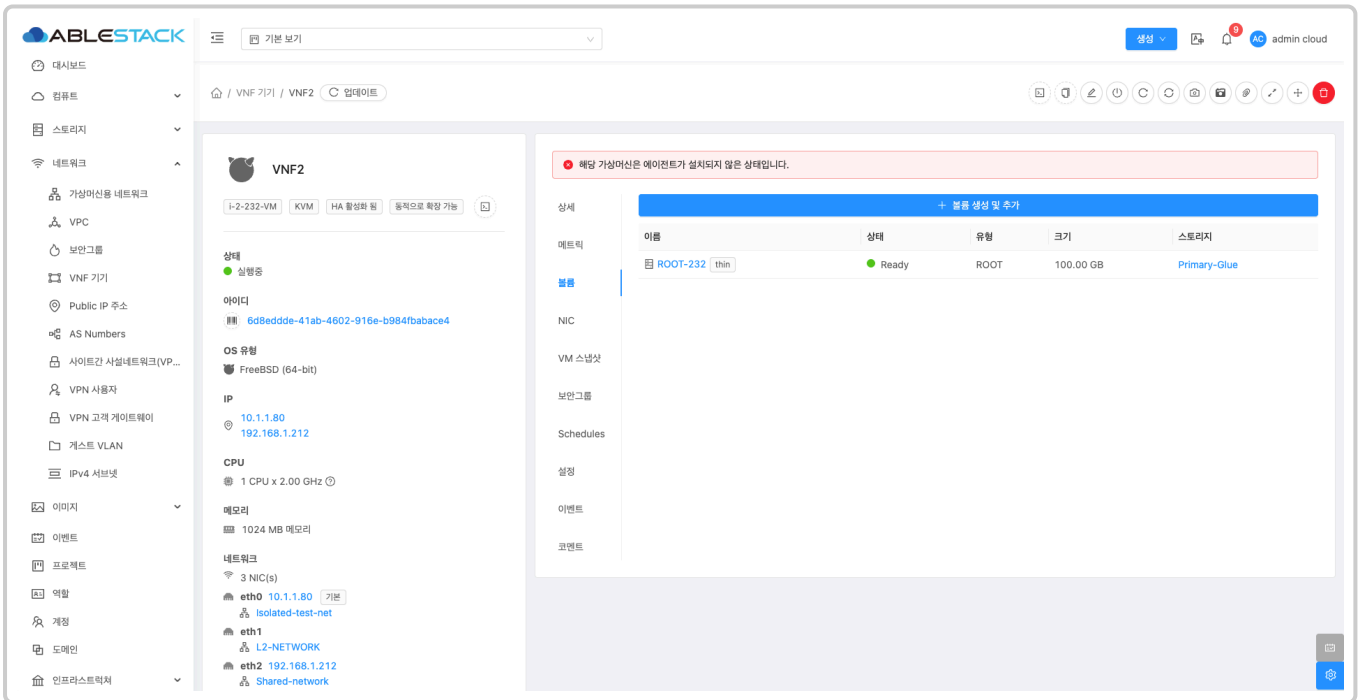 ABLESTACK
기본 보기
생성
9
AC
admin cloud
대시보드
컴퓨트
스토리지
네트워크
가상머신용 네트워크
VPC
보안그룹
VNF 기기
Public IP 주소
AS Numbers
사이트간 사설네트워크(VP...
VPN 사용자
VPN 고객 게이트웨이
게스트 VLAN
IPv4 서브넷
이미지
이벤트
프로젝트
역할
계정
도메인
인프라스트럭쳐
/ VNF 기기 / VNF2
업데이트
VNF2
i-2-232-VM
KVM
HA 활성화 됨
동적으로 확장 가능
상태
실행중
아이디
6d8eddde-41ab-4602-916e-b984fbabace4
OS 유형
FreeBSD (64-bit)
IP
10.1.1.80
192.168.1.212
CPU
1 CPU x 2.00 GHz
메모리
1024 MB 메모리
네트워크
3 NIC(s)
eth0 10.1.1.80 기본
Isolated-test-net
eth1
L2-NETWORK
eth2 192.168.1.212
Shared-network
해당 가상머신은 에이전트가 설치되지 않은 상태입니다.
상세
메트릭
볼륨
NIC
VM 스냅샷
보안그룹
Schedules
설정
이벤트
코멘트
+ 볼륨 생성 및 추가
이름 상태 유형 크기 스토리지
ROOT-232 thin Ready ROOT 100.00 GB Primary-Glue